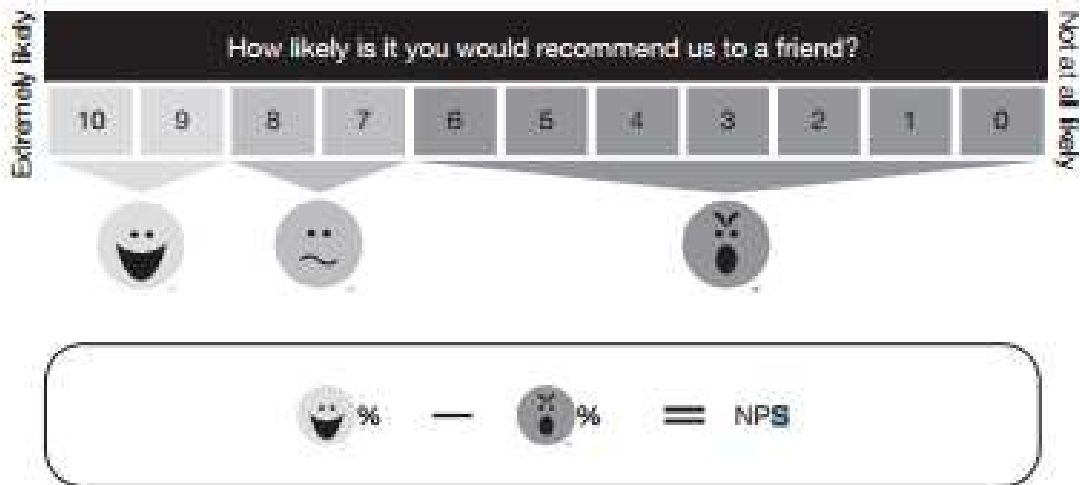 Extremely likely
How likely is it you would recommend us to a friend?
Not at all likely
10 9 8 7 6 5 4 3 2 1 0
% — % = NPS